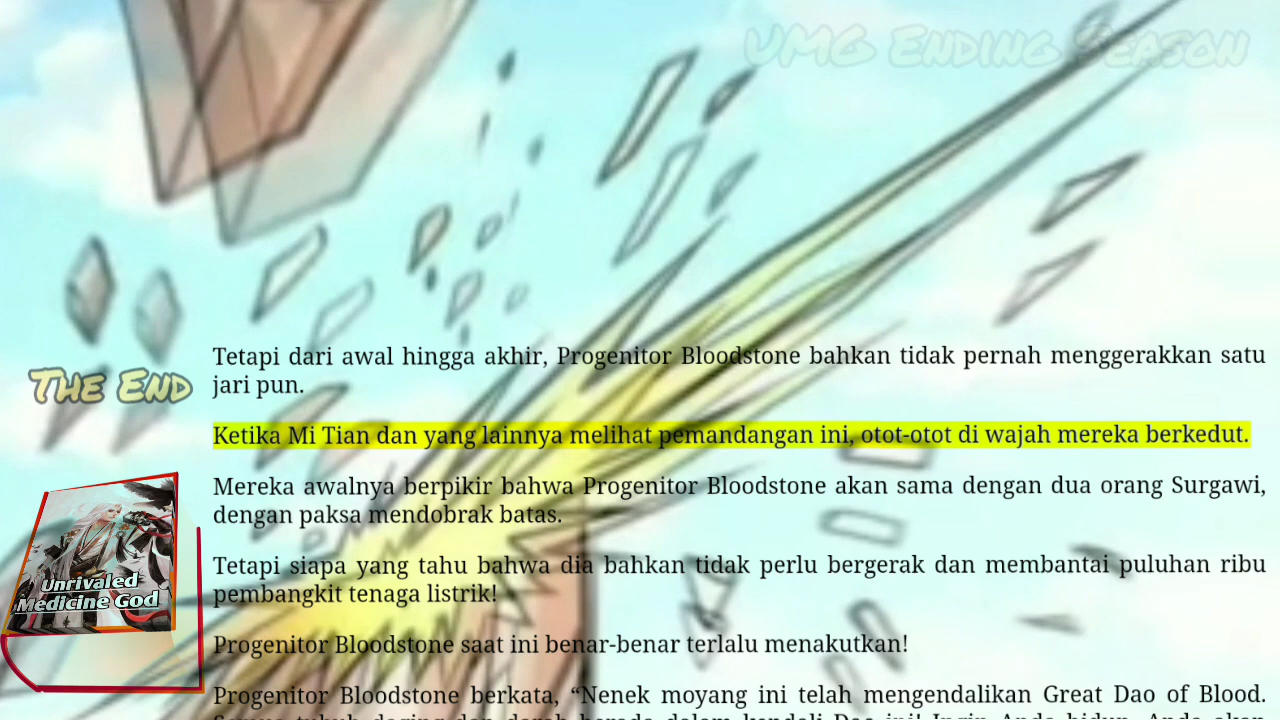 UMG Ending Season
Tetapi dari awal hingga akhir, Progenitor Bloodstone bahkan tidak pernah menggerakkan satu
jari pun.
The End
Ketika Mi Tian dan yang lainnya melihat pemandangan ini, otot-otot di wajah mereka berkedut.
Mereka awalnya berpikir bahwa Progenitor Bloodstone akan sama dengan dua orang Surgawi,
dengan paksa mendobrak batas.
Tetapi siapa yang tahu bahwa dia bahkan tidak perlu bergerak dan membantai puluhan ribu
pembangkit tenaga listrik!
Unrivaled
Medicine God
Progenitor Bloodstone saat ini benar-benar terlalu menakutkan!
Progenitor Bloodstone berkata, “Nenek moyang ini telah mengendalikan Great Dao of Blood.